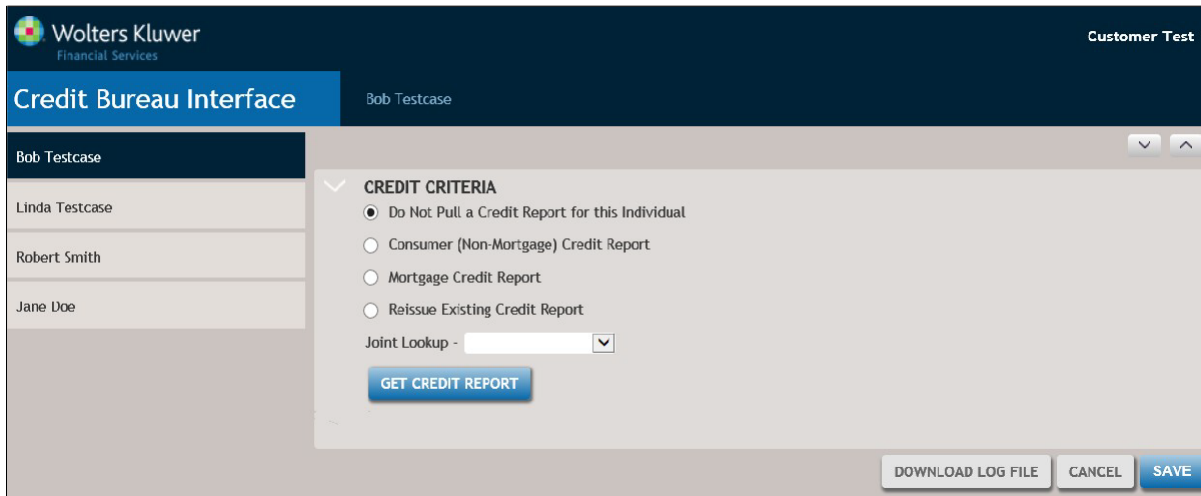 Wolters Kluwer
Financial Services
Customer Test
Credit Bureau Interface
Bob Testcase
Bob Testcase
Linda Testcase
Robert Smith
Jane Doe
CREDIT CRITERIA
Do Not Pull a Credit Report for this Individual
Consumer (Non-Mortgage) Credit Report
Mortgage Credit Report
Reissue Existing Credit Report
Joint Lookup -
GET CREDIT REPORT
DOWNLOAD LOG FILE
CANCEL
SAVE